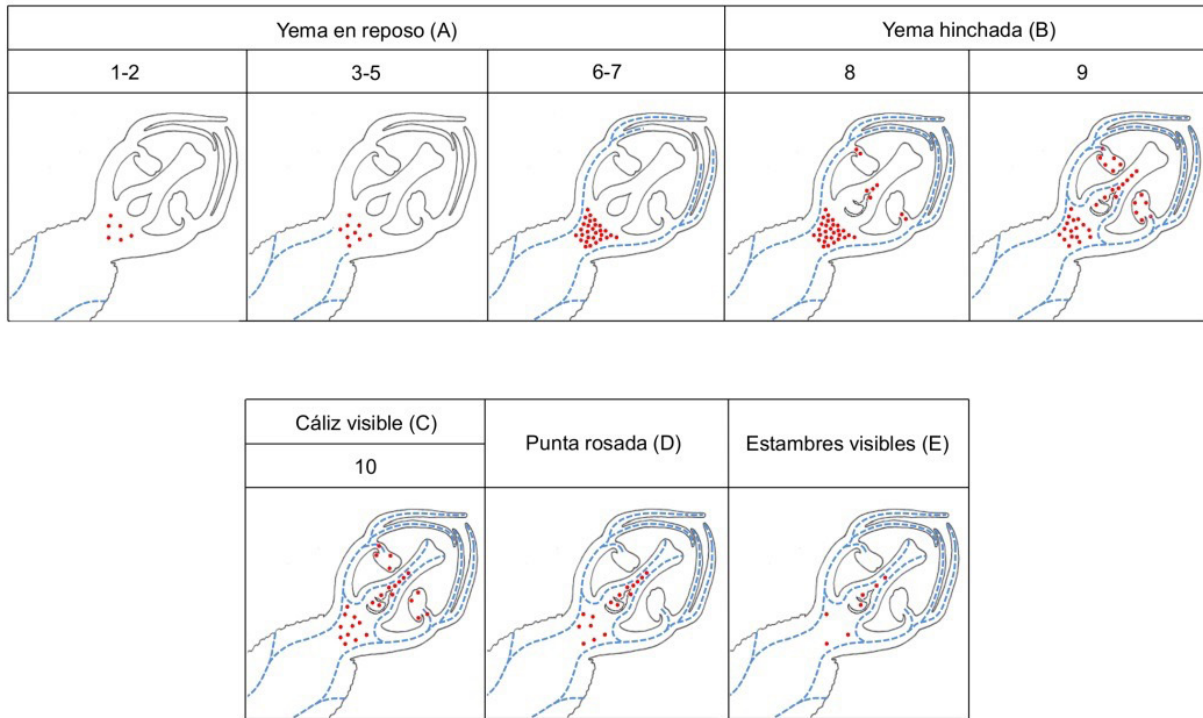 Yema en reposo (A)
Yema hinchada (B)
1-2
3-5
6-7
8
9
Cáliz visible (C)
Punta rosada (D)
Estambres visibles (E)
10